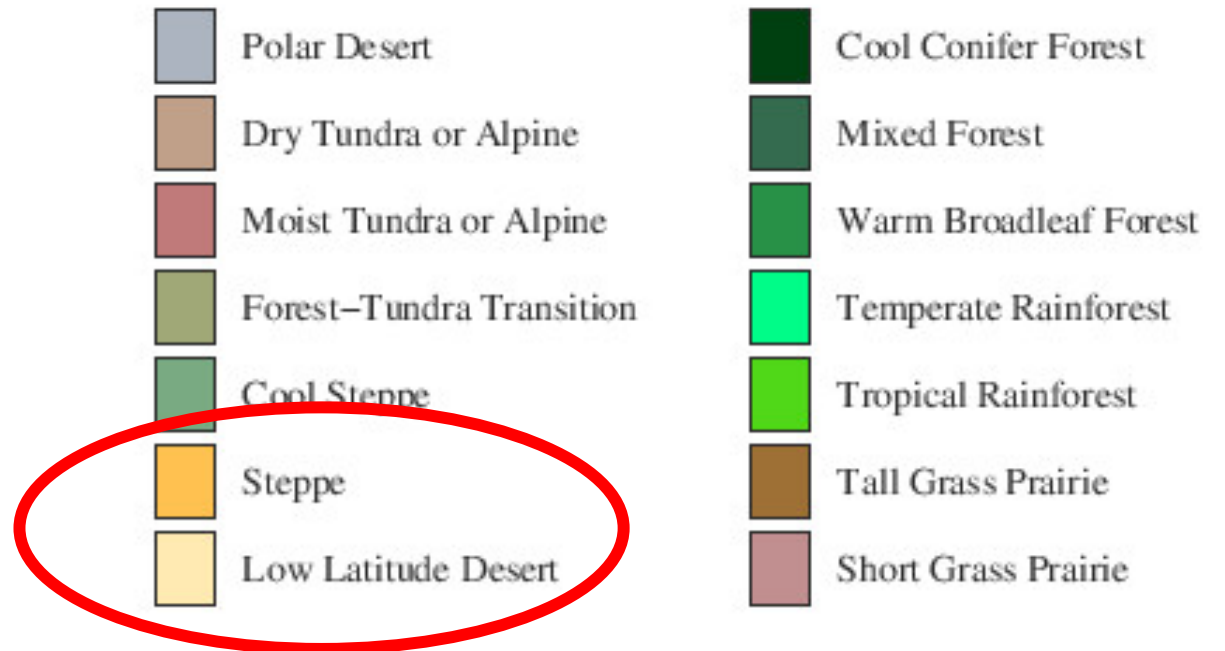 Polar Desert
Dry Tundra or Alpine
Moist Tundra or Alpine
Forest–Tundra Transition
Cool Steppe
Steppe
Low Latitude Desert
Cool Conifer Forest
Mixed Forest
Warm Broadleaf Forest
Temperate Rainforest
Tropical Rainforest
Tall Grass Prairie
Short Grass Prairie